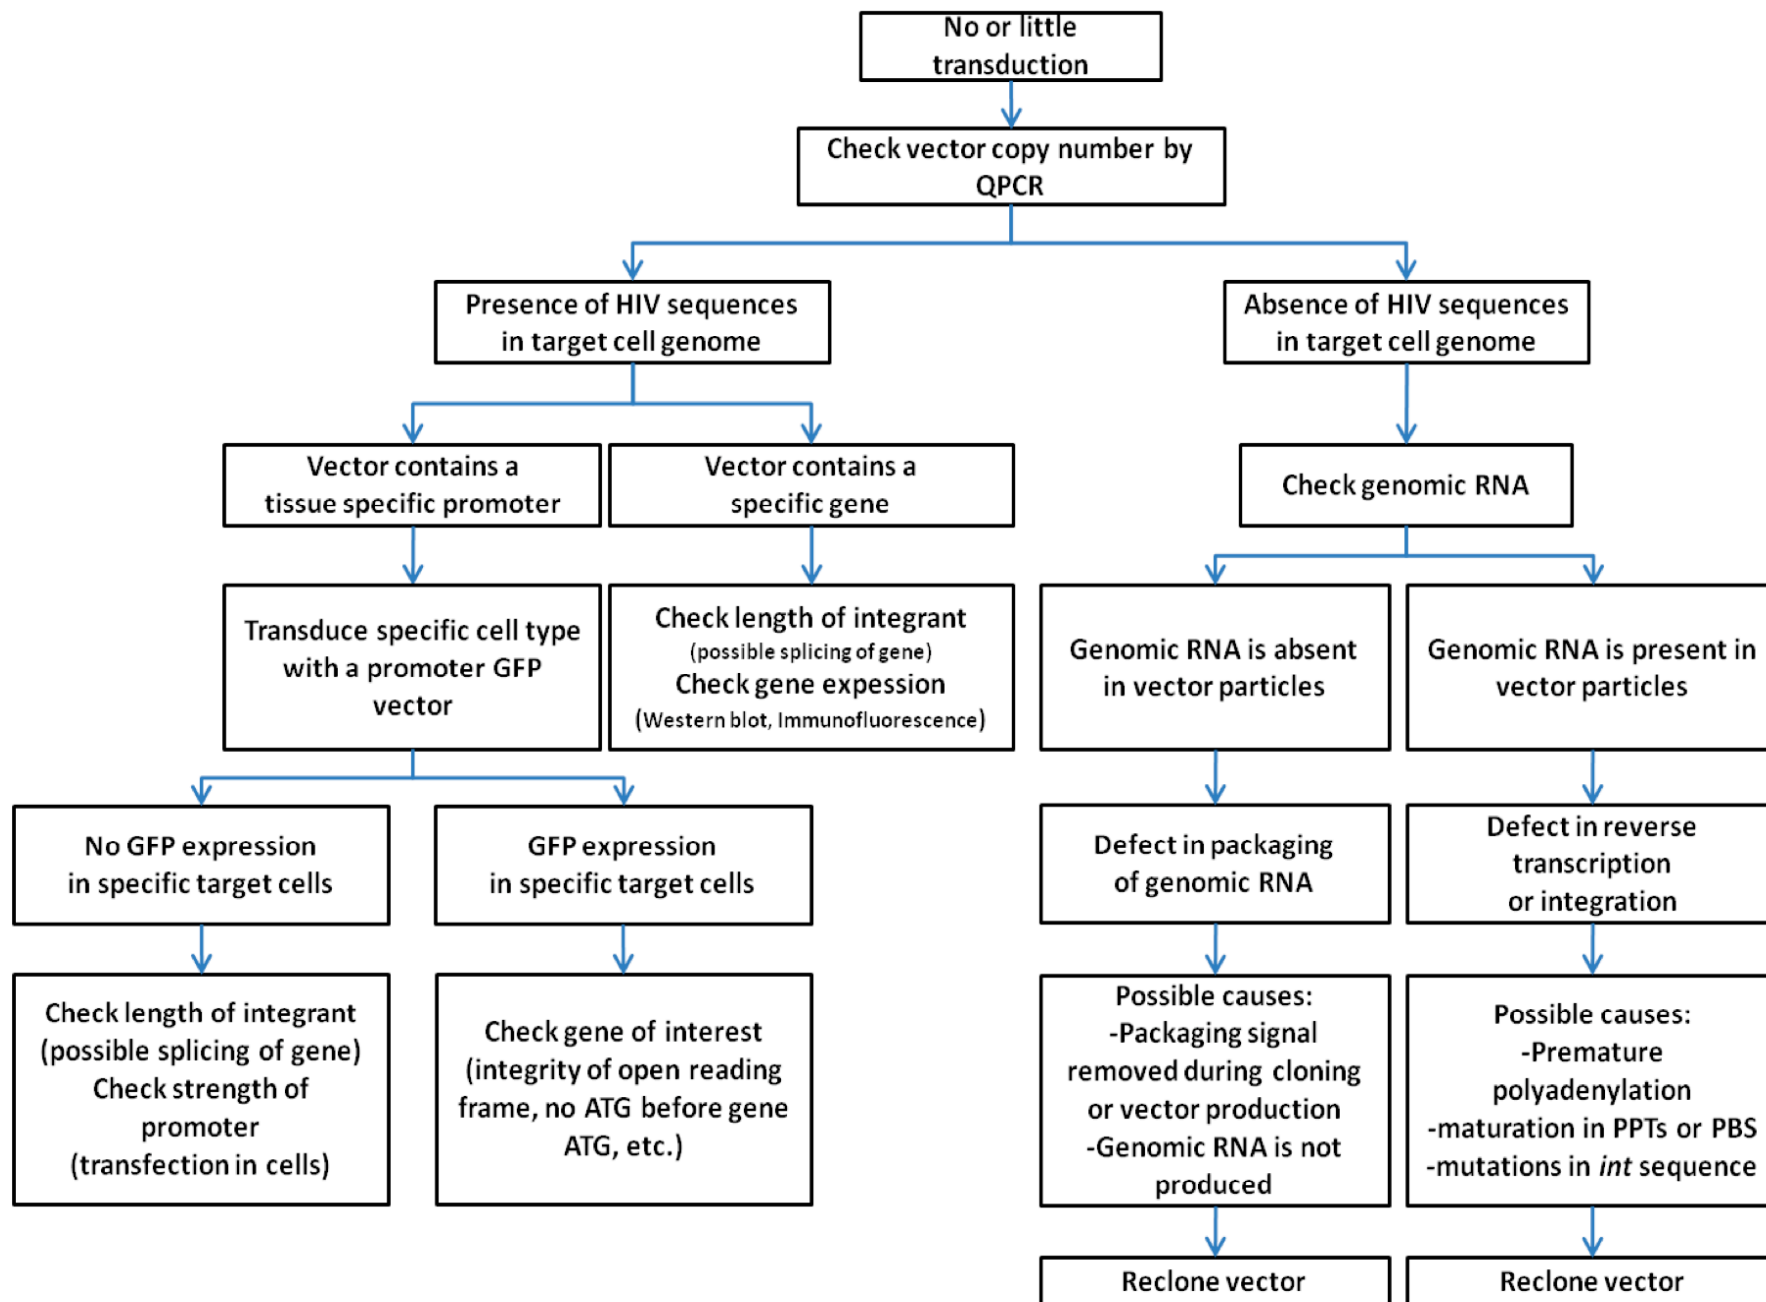 No or little
transduction
Check vector copy number by
QPCR
Presence of HIV sequences
in target cell genome
Absence of HIV sequences
in target cell genome
Vector contains a
tissue specific promoter
Vector contains a
specific gene
Check genomic RNA
Transduce specific cell type
with a promoter GFP
vector
Check length of integrant
(possible splicing of gene)
Check gene expession
(Western blot, Immunofluorescence)
Genomic RNA is absent
in vector particles
Genomic RNA is present in
vector particles
No GFP expression
in specific target cells
GFP expression
in specific target cells
Defect in packaging
of genomic RNA
Defect in reverse
transcription
or integration
Check length of integrant
(possible splicing of gene)
Check strength of
promoter
(transfection in cells)
Check gene of interest
(integrity of open reading
frame, no ATG before gene
ATG, etc.)
Possible causes:
-Packaging signal
removed during cloning
or vector production
-Genomic RNA is not
produced
Possible causes:
-Premature
polyadenylation
-maturation in PPTs or PBS
-mutations in int sequence
Reclone vector
Reclone vector